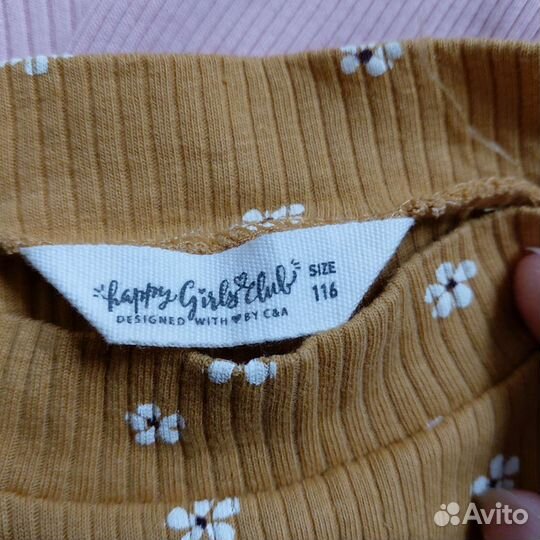 happy Girls Club
DESIGNED WITH ♥ BY C&A
SIZE
116
Avito